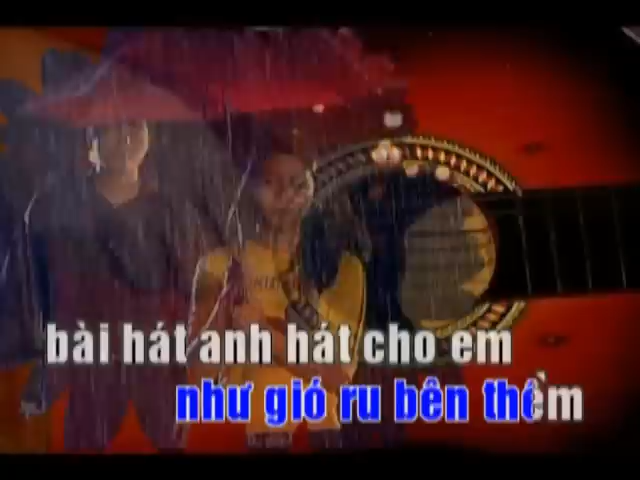 bài hát anh hát cho em
như gió ru bên thềm